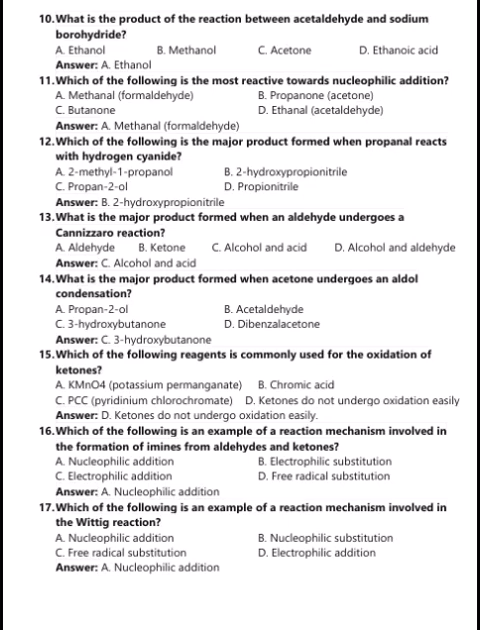 10. What is the product of the reaction between acetaldehyde and sodium
borohydride?
A. Ethanol B. Methanol C. Acetone D. Ethanoic acid
Answer: A. Ethanol
11. Which of the following is the most reactive towards nucleophilic addition?
A. Methanal (formaldehyde) B. Propanone (acetone)
C. Butanone D. Ethanal (acetaldehyde)
Answer: A. Methanal (formaldehyde)
12. Which of the following is the major product formed when propanal reacts
with hydrogen cyanide?
A. 2-methyl-1-propanol B. 2-hydroxypropionitrile
C. Propan-2-ol D. Propionitrile
Answer: B. 2-hydroxypropionitrile
13. What is the major product formed when an aldehyde undergoes a
Cannizzaro reaction?
A. Aldehyde B. Ketone C. Alcohol and acid D. Alcohol and aldehyde
Answer: C. Alcohol and acid
14. What is the major product formed when acetone undergoes an aldol
condensation?
A. Propan-2-ol B. Acetaldehyde
C. 3-hydroxybutanone D. Dibenzalacetone
Answer: C. 3-hydroxybutanone
15. Which of the following reagents is commonly used for the oxidation of
ketones?
A. KMnO4 (potassium permanganate) B. Chromic acid
C. PCC (pyridinium chlorochromate) D. Ketones do not undergo oxidation easily
Answer: D. Ketones do not undergo oxidation easily.
16. Which of the following is an example of a reaction mechanism involved in
the formation of imines from aldehydes and ketones?
A. Nucleophilic addition B. Electrophilic substitution
C. Electrophilic addition D. Free radical substitution
Answer: A. Nucleophilic addition
17. Which of the following is an example of a reaction mechanism involved in
the Wittig reaction?
A. Nucleophilic addition B. Nucleophilic substitution
C. Free radical substitution D. Electrophilic addition
Answer: A. Nucleophilic addition